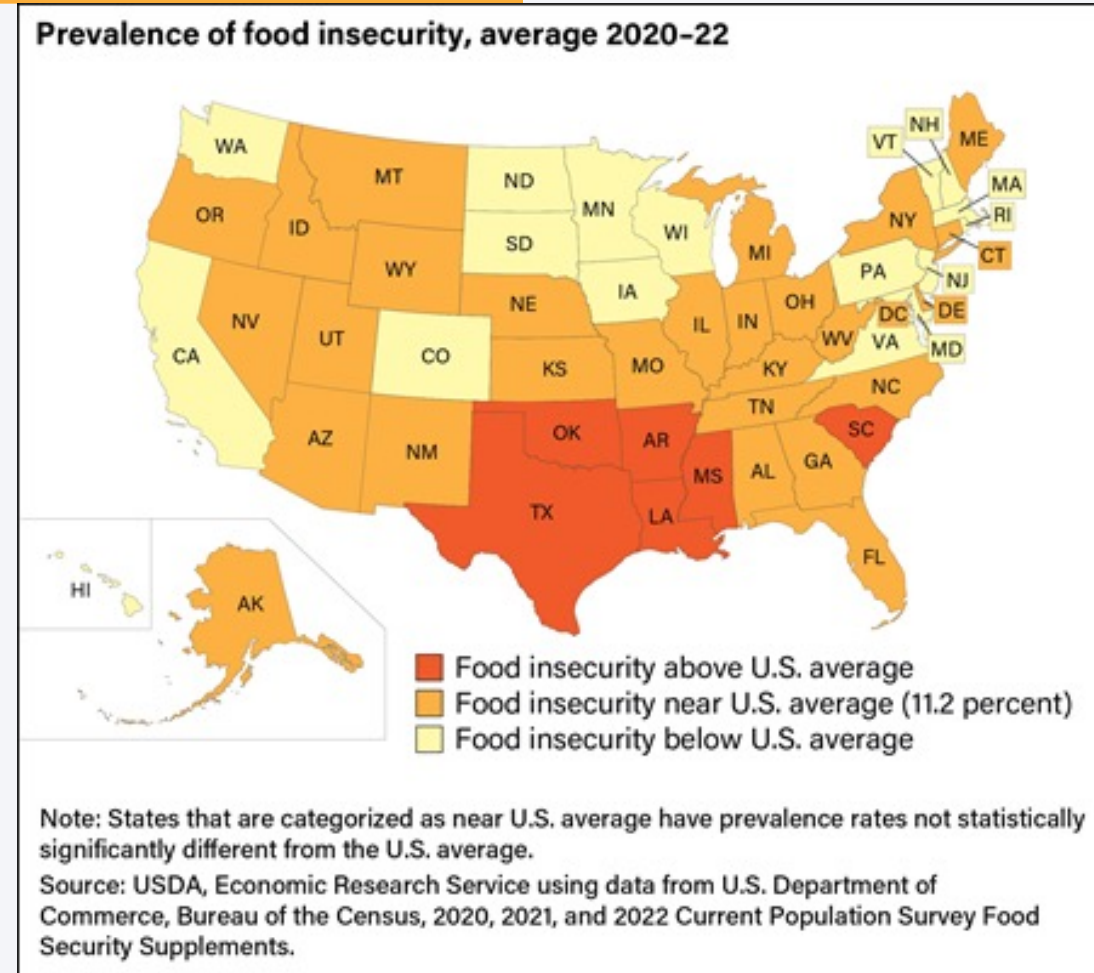 Prevalence of food insecurity, average 2020–22
NH
VT
ME
WA
MT
ND
MN
MA
OR
ID
SD
WI
NY
RI
CT
WY
MI
PA
NJ
IA
NE
OH
DE
DC
NV
IL
IN
UT
WV
VA
MD
CA
CO
KS
MO
KY
NC
TN
AZ
OK
AR
SC
NM
MS
AL
GA
TX
LA
FL
HI
AK
Food insecurity above U.S. average
Food insecurity near U.S. average (11.2 percent)
Food insecurity below U.S. average
Note: States that are categorized as near U.S. average have prevalence rates not statistically
significantly different from the U.S. average.
Source: USDA, Economic Research Service using data from U.S. Department of
Commerce, Bureau of the Census, 2020, 2021, and 2022 Current Population Survey Food
Security Supplements.